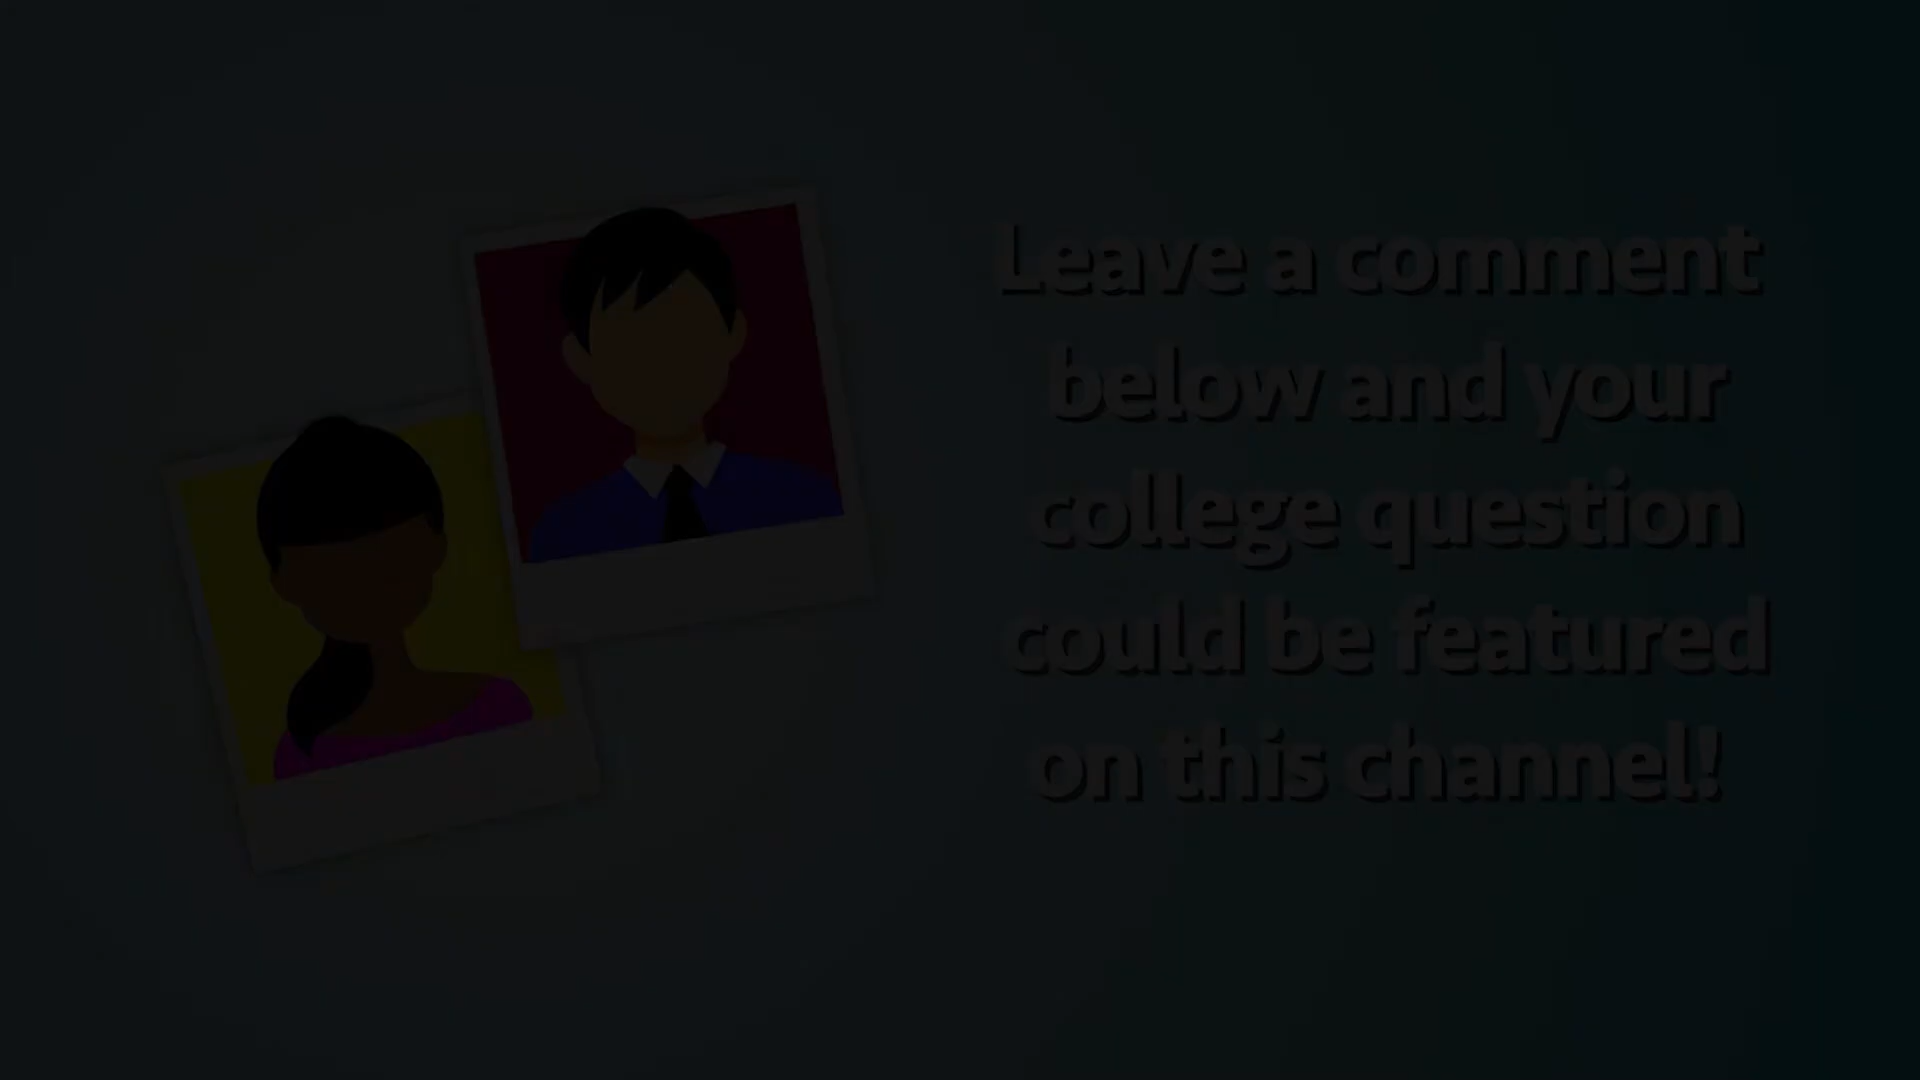 Leave a comment
below and your
college question
could be featured
on this channel!